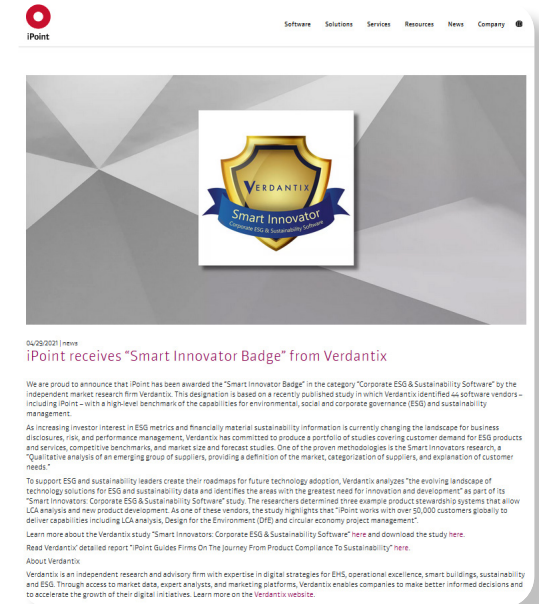 iPoint
Software Solutions Services Resources News Company
VERDANTIX
Smart Innovator
Corporate ESG & Sustainability Software
04/29/2021 | news
iPoint receives “Smart Innovator Badge” from Verdantix
We are proud to announce that iPoint has been awarded the “Smart Innovator Badge” in the category “Corporate ESG & Sustainability Software” by the
independent market research firm Verdantix. This designation is based on a recently published study in which Verdantix identified 44 software vendors –
including iPoint – with a high-level benchmark of the capabilities for environmental, social and corporate governance (ESG) and sustainability
management.
As increasing investor interest in ESG metrics and financially material sustainability information is currently changing the landscape for business
disclosures, risk, and performance management, Verdantix has committed to produce a portfolio of studies covering customer demand for ESG products
and services, competitive benchmarks, and market size and forecast studies. One of the proven methodologies is the Smart Innovators research, a
“Qualitative analysis of an emerging group of suppliers, providing a definition of the market, categorization of suppliers, and explanation of customer
needs.”
To support ESG and sustainability leaders create their roadmaps for future technology adoption, Verdantix analyzes “the evolving landscape of
technology solutions for ESG and sustainability data and identifies the areas with the greatest need for innovation and development” as part of its
“Smart Innovators: Corporate ESG & Sustainability Software” study. The researchers determined three example product stewardship systems that allow
LCA analysis and new product development. As one of these vendors, the study highlights that “iPoint works with over 50,000 customers globally to
deliver capabilities including LCA analysis, Design for the Environment (DfE) and circular economy project management”.
Learn more about the Verdantix study “Smart Innovators: Corporate ESG & Sustainability Software” here and download the study here.
Read Verdantix’ detailed report “iPoint Guides Firms On The Journey From Product Compliance To Sustainability” here.
About Verdantix
Verdantix is an independent research and advisory firm with expertise in digital strategies for EHS, operational excellence, smart buildings, sustainability
and ESG. Through access to market data, expert analysts, and marketing platforms, Verdantix enables companies to make better informed decisions and
to accelerate the growth of their digital initiatives. Learn more on the Verdantix website.